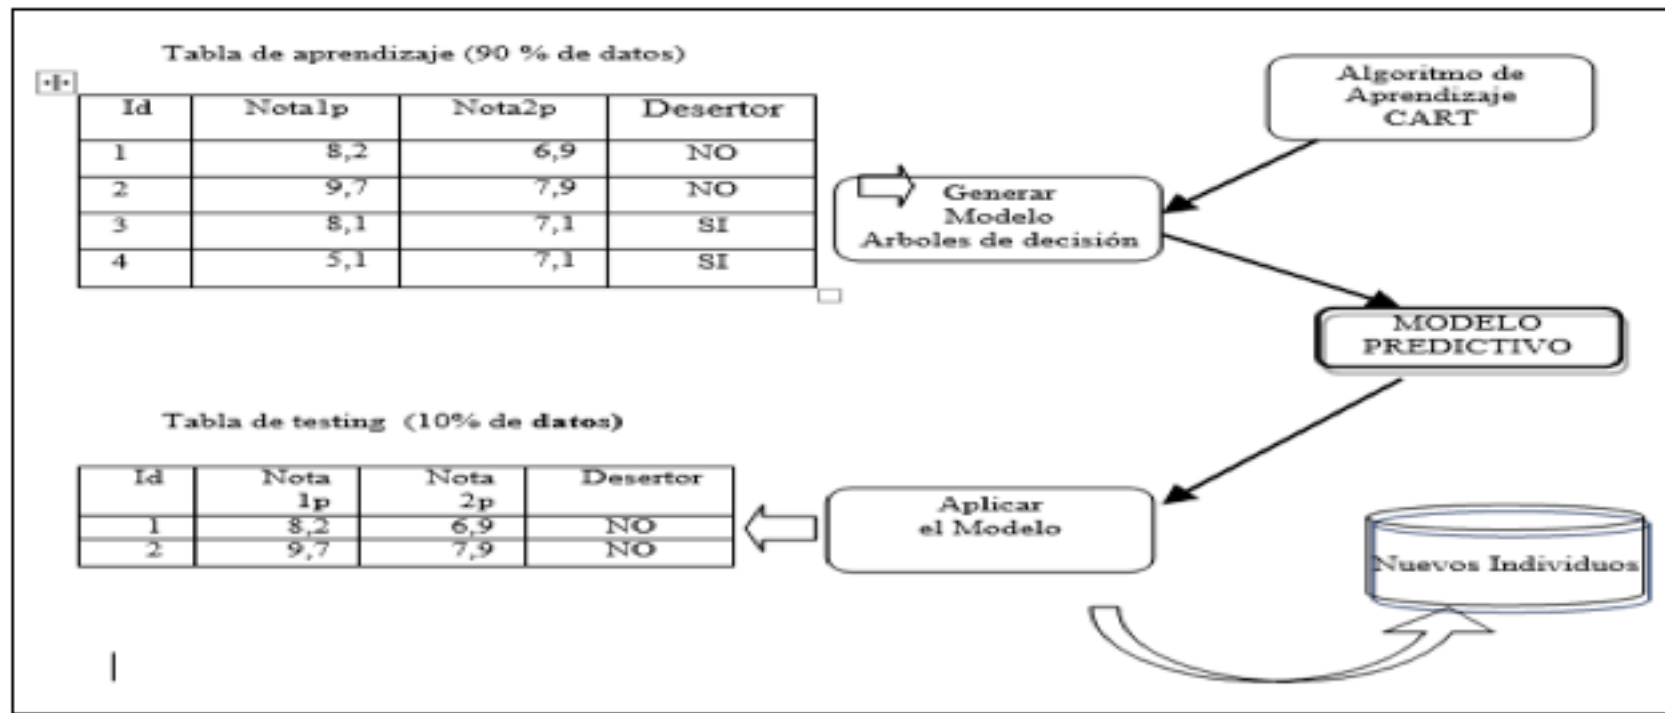 Tabla de aprendizaje (90 % de datos)
Id Nota1p Nota2p Desertor
1 8,2 6,9 NO
2 9,7 7,9 NO
3 8,1 7,1 SI
4 5,1 7,1 SI
Algoritmo de
Aprendizaje
CART
Generar
Modelo
Arboles de decisión
MODELO
PREDICTIVO
Tabla de testing (10% de datos)
Id Nota Nota Desertor
1p 2p
1 8,2 6,9 NO
2 9,7 7,9 NO
Aplicar
el Modelo
Nuevos Individuos